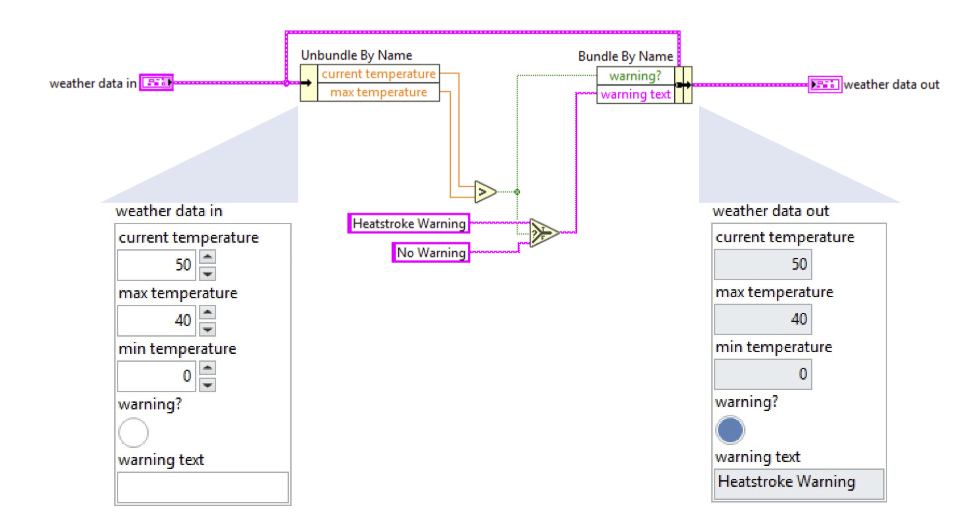 Unbundle By Name
Bundle By Name
weather data in
current temperature
max temperature
warning?
warning text
weather data out
>
Heatstroke Warning
?
T
F
No Warning
weather data in
current temperature
50
max temperature
40
min temperature
0
warning?
warning text
weather data out
current temperature
50
max temperature
40
min temperature
0
warning?
warning text
Heatstroke Warning